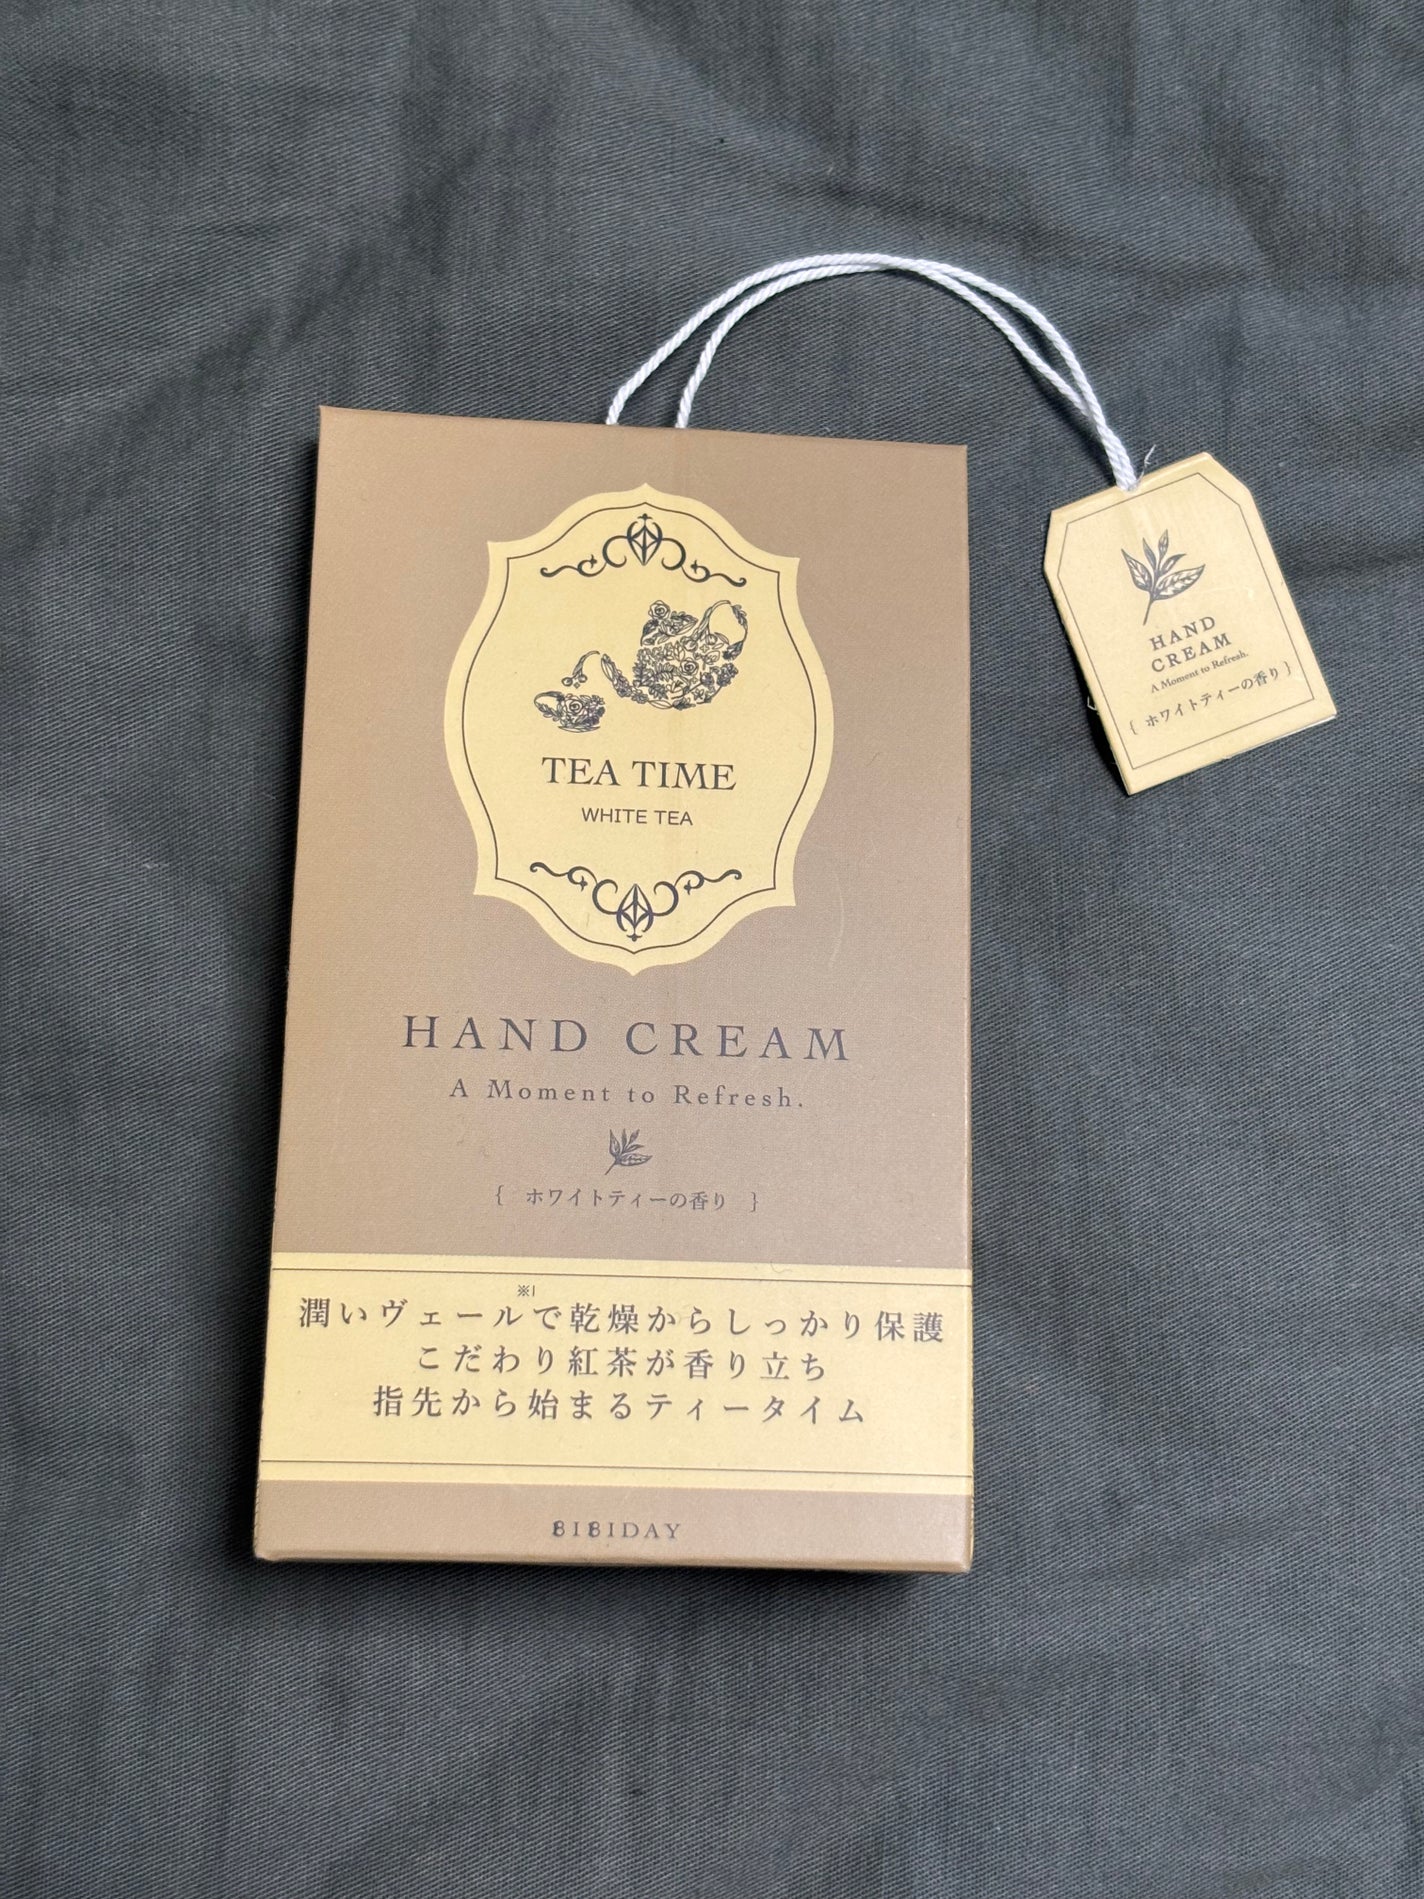 TEA TIME
WHITE TEA
HAND CREAM
A Moment to Refresh.
{ ホワイトティーの香り }
※1
潤いヴェールで乾燥からしっかり保護
こだわり紅茶が香り立ち
指先から始まるティータイム
BIBIDAY
HAND
CREAM
A Moment to Refresh.
{ ホワイトティーの香り }